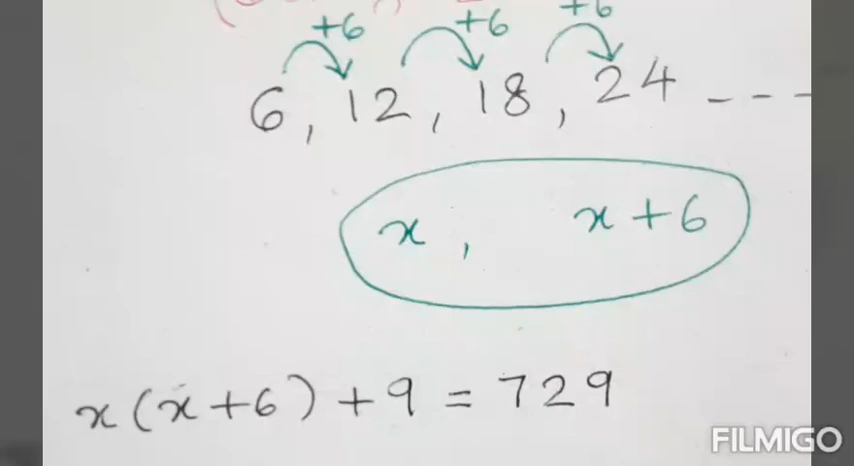 +6 +6 +6
6, 12, 18, 24 ----
x, x+6
x(x+6)+9 = 729
FILMIGO